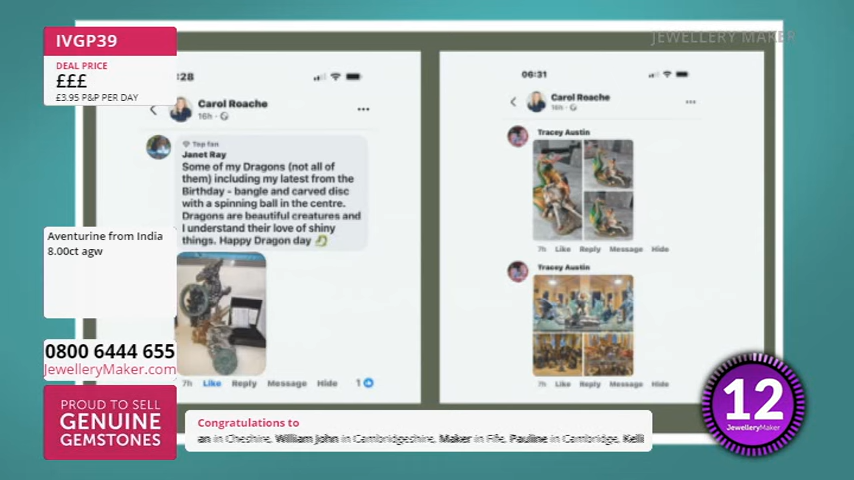 JEWELLERY MAKER
IVGP39
DEAL PRICE
£££
£3.95 P&P PER DAY
:28
Carol Roache
16h
Top fan
Janet Ray
Some of my Dragons (not all of
them) including my latest from the
Birthday - bangle and carved disc
with a spinning ball in the centre.
Dragons are beautiful creatures and
I understand their love of shiny
things. Happy Dragon day
7h Like Reply Message Hide 1
06:31
Carol Roache
16h
Tracey Austin
7h Like Reply Message Hide
Tracey Austin
7h Like Reply Message Hide
Aventurine from India
8.00ct agw
0800 6444 655
JewelleryMaker.com
PROUD TO SELL
GENUINE
GEMSTONES
Congratulations to
an in Cheshire, William John in Cambridgeshire, Maker in Fife, Pauline in Cambridge, Kelli
12
JewelleryMaker